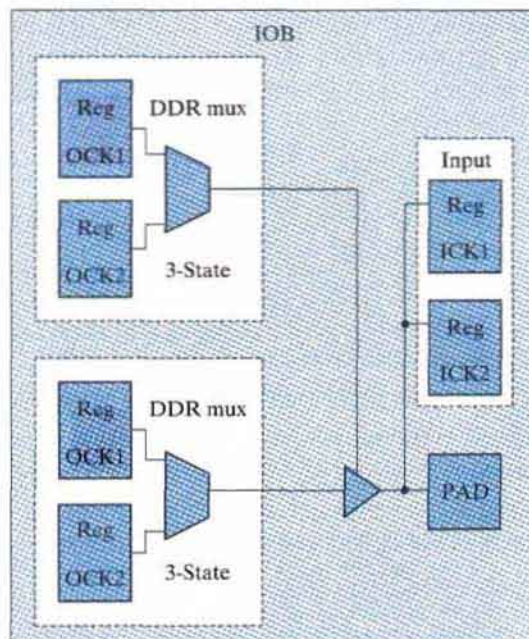 IOB
Reg
OCK1
DDR mux
Reg
OCK2
3-State
Input
Reg
ICK1
Reg
ICK2
Reg
OCK1
DDR mux
Reg
OCK2
3-State
PAD